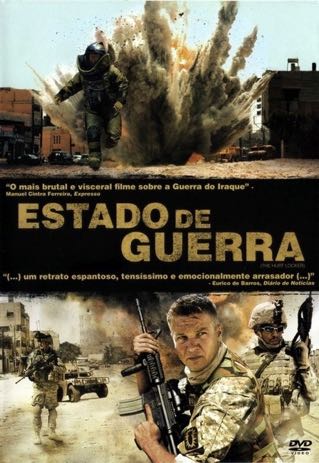 “O mais brutal e visceral filme sobre a Guerra do Iraque” -
Manuel Cintra Ferreira, Expresso
ESTADO DE
GUERRA
(THE HURT LOCKER)
“(...) um retrato espantoso, tensíssimo e emocionalmente arrasador (...)”
- Eurico de Barros, Diário de Notícias
DVD
VIDEO